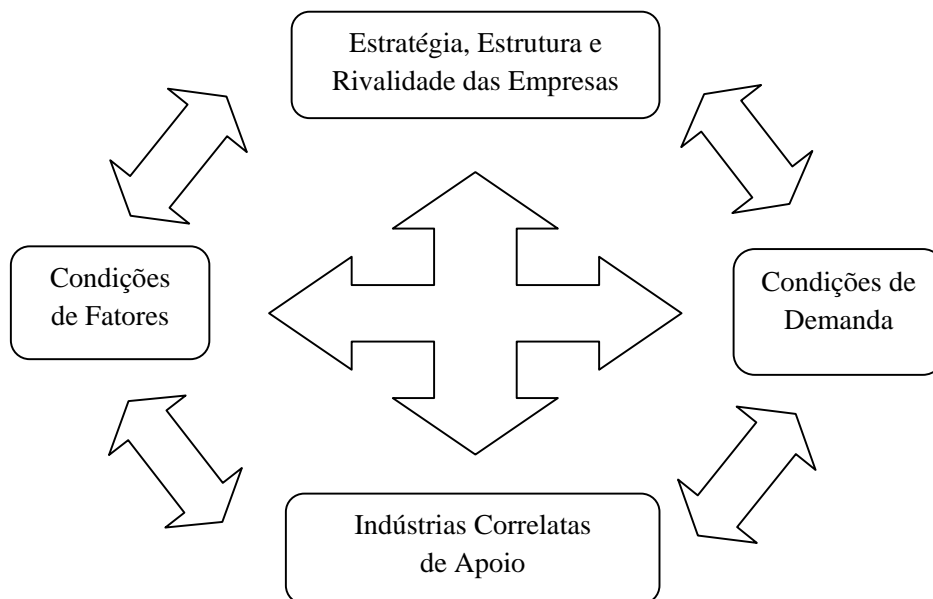 Estratégia, Estrutura e
Rivalidade das Empresas
Condições
de Fatores
Condições de
Demanda
Indústrias Correlatas
de Apoio